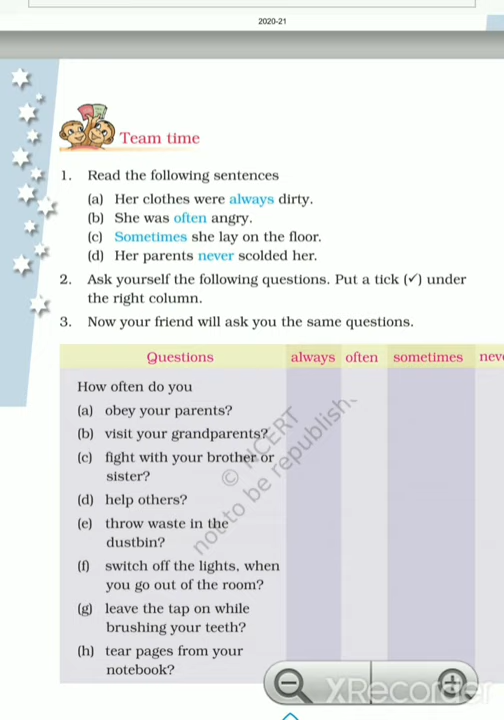 2020-21
Team time
1. Read the following sentences
(a) Her clothes were always dirty.
(b) She was often angry.
(c) Sometimes she lay on the floor.
(d) Her parents never scolded her.
2. Ask yourself the following questions. Put a tick (✓) under
the right column.
3. Now your friend will ask you the same questions.
Questions always often sometimes neve
How often do you
(a) obey your parents?
(b) visit your grandparents?
(c) fight with your brother or
sister?
(d) help others?
(e) throw waste in the
dustbin?
(f) switch off the lights, when
you go out of the room?
(g) leave the tap on while
brushing your teeth?
(h) tear pages from your
notebook?
© NCERT
not to be republish
XRecorder